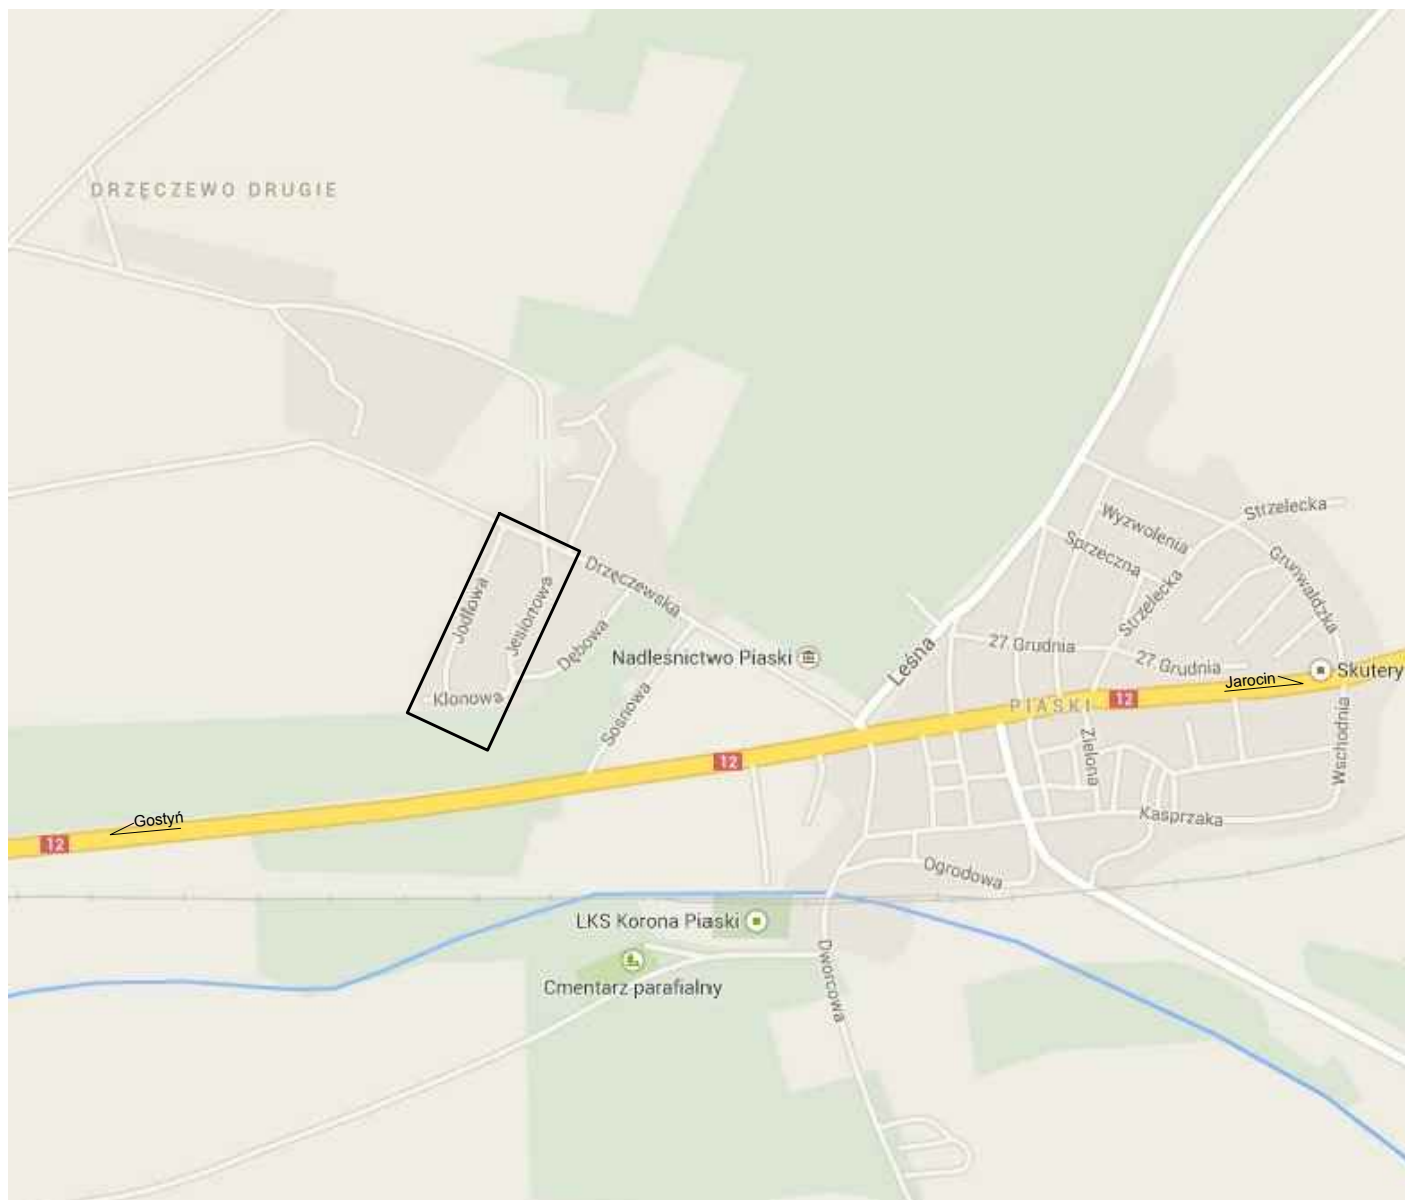 DRZĘCZEWO DRUGIE
Strzelecka
Wyzwolenia
Sprzeczna
Grunwaldzka
Strzelecka
Drzęczewska
Jodłowa
Jesionowa
Dębowa
Nadleśnictwo Piaski
Leśna
27 Grudnia
27 Grudnia
Skutery
Jarocin
Klonowa
Sosnowa
PIASKI
12
12
Zielona
Wschodnia
Gostyń
12
Kasprzaka
Ogrodowa
LKS Korona Piaski
Cmentarz parafialny
Dworcowa